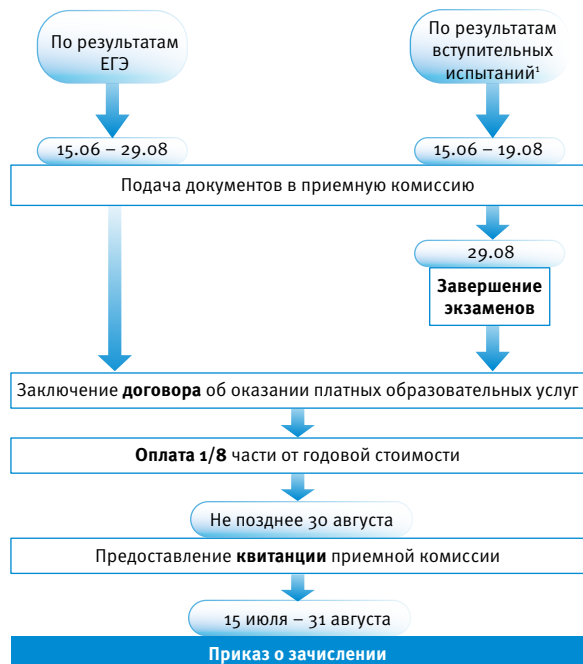 По результатам
ЕГЭ
По результатам
вступительных
испытаний¹
15.06 – 29.08
15.06 – 19.08
Подача документов в приемную комиссию
29.08
Завершение
экзаменов
Заключение договора об оказании платных образовательных услуг
Оплата 1/8 части от годовой стоимости
Не позднее 30 августа
Предоставление квитанции приемной комиссии
15 июля – 31 августа
Приказ о зачислении